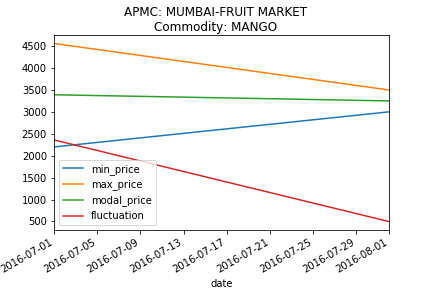 APMC: MUMBAI-FRUIT MARKET
Commodity: MANGO
4500
4000
3500
3000
2500
2000
1500
1000
500
min_price
max_price
modal_price
fluctuation
2016-07-01
2016-07-05
2016-07-09
2016-07-13
2016-07-17
2016-07-21
2016-07-25
2016-07-29
2016-08-01
date